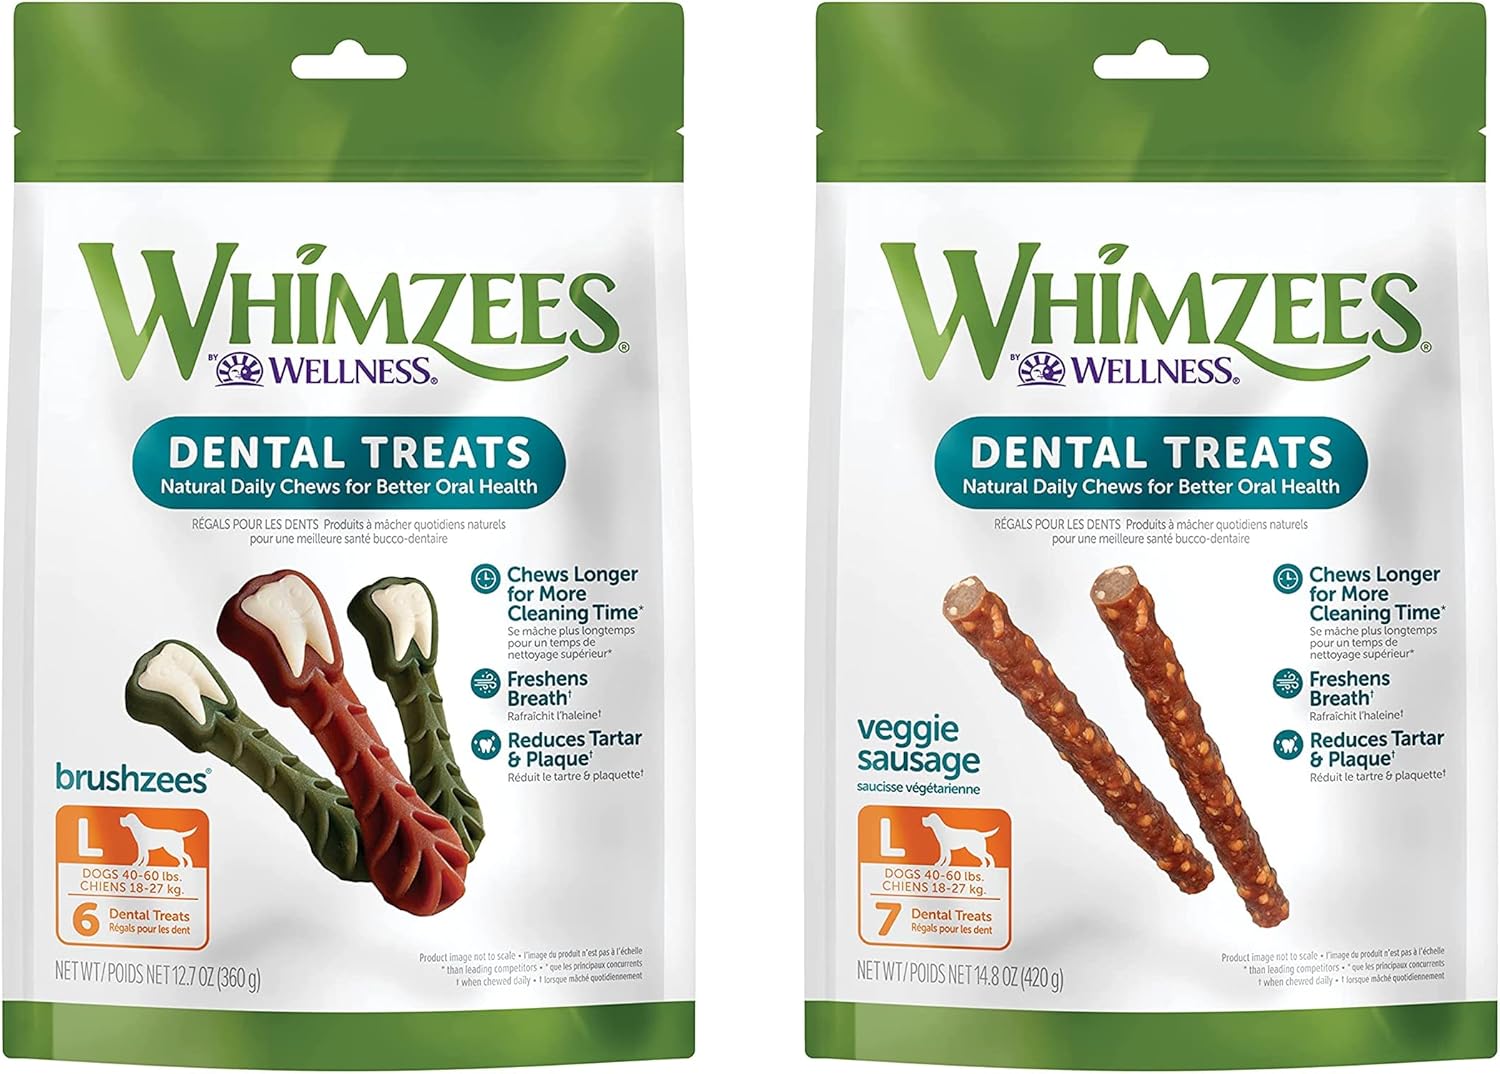 WHIMZEES®
BY WELLNESS®
DENTAL TREATS
Natural Daily Chews for Better Oral Health
RÉGALS POUR LES DENTS Produits à mâcher quotidiens naturels
pour une meilleure santé bucco-dentaire
Chews Longer
for More
Cleaning Time*
Se mâche plus longtemps
pour un temps de
nettoyage supérieur*
Freshens
Breath†
Rafraîchit l'haleine†
Reduces Tartar
& Plaque†
Réduit le tartre & plaquette†
brushzees®
L
DOGS 40-60 lbs.
CHIENS 18-27 kg.
6 Dental Treats
Régals pour les dent
NET WT/POIDS NET 12.7 OZ (360 g)
Product image not to scale • l'image du produit n'est pas à l'échelle
* than leading competitors • * que les principaux concurrents
† when chewed daily • † lorsque mâché quotidiennement
WHIMZEES®
BY WELLNESS®
DENTAL TREATS
Natural Daily Chews for Better Oral Health
RÉGALS POUR LES DENTS Produits à mâcher quotidiens naturels
pour une meilleure santé bucco-dentaire
Chews Longer
for More
Cleaning Time*
Se mâche plus longtemps
pour un temps de
nettoyage supérieur*
Freshens
Breath†
Rafraîchit l'haleine†
Reduces Tartar
& Plaque†
Réduit le tartre & plaquette†
veggie
sausage
saucisse végétarienne
L
DOGS 40-60 lbs.
CHIENS 18-27 kg.
7 Dental Treats
Régals pour les dent
NET WT/POIDS NET 14.8 OZ (420 g)
Product image not to scale • l'image du produit n'est pas à l'échelle
* than leading competitors • * que les principaux concurrents
† when chewed daily • † lorsque mâché quotidiennement